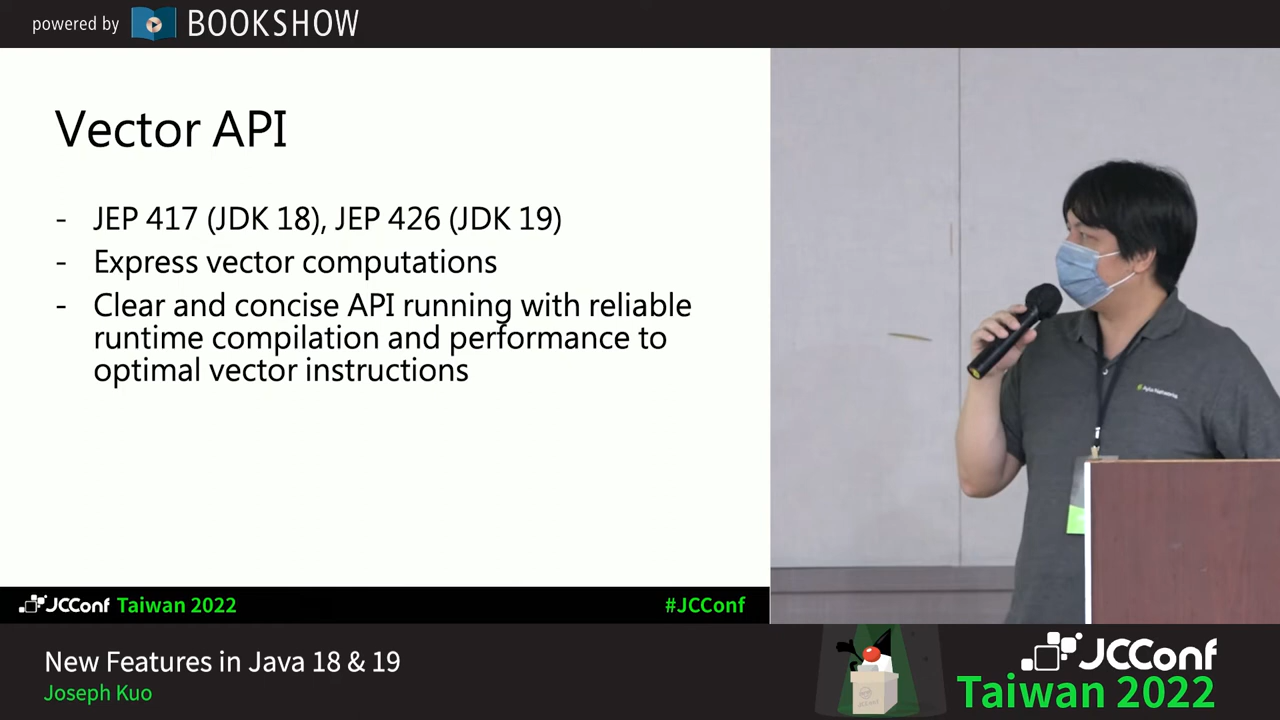 powered by BOOKSHOW
Vector API
- JEP 417 (JDK 18), JEP 426 (JDK 19)
- Express vector computations
- Clear and concise API running with reliable
runtime compilation and performance to
optimal vector instructions
JCConf Taiwan 2022
#JCConf
New Features in Java 18 & 19
Joseph Kuo
JCConf
Taiwan 2022